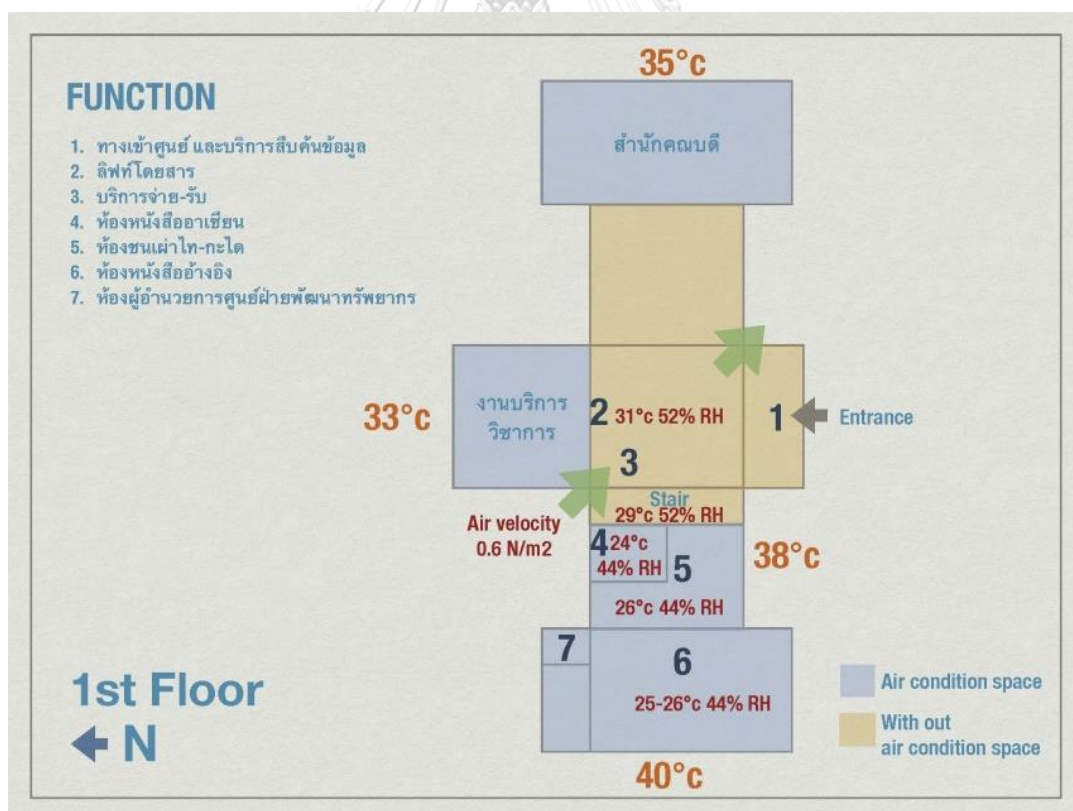 35°c
FUNCTION
1. ทางเข้าศูนย์ และบริการสืบค้นข้อมูล
2. ลิฟท์โดยสาร
3. บริการจ่าย-รับ
4. ห้องหนังสืออาเซียน
5. ห้องชนเผ่าไท-กะได
6. ห้องหนังสืออ้างอิง
7. ห้องผู้อำนวยการศูนย์ฝ่ายพัฒนาทรัพยากร
สำนักคณบดี
33°c
งานบริการ
วิชาการ
2 31°c 52% RH
1
Entrance
3
Stair
29°c 52% RH
Air velocity
0.6 N/m2
4 24°c
44% RH
5
38°c
26°c 44% RH
7
6
25-26°c 44% RH
1st Floor
N
Air condition space
With out
air condition space
40°c